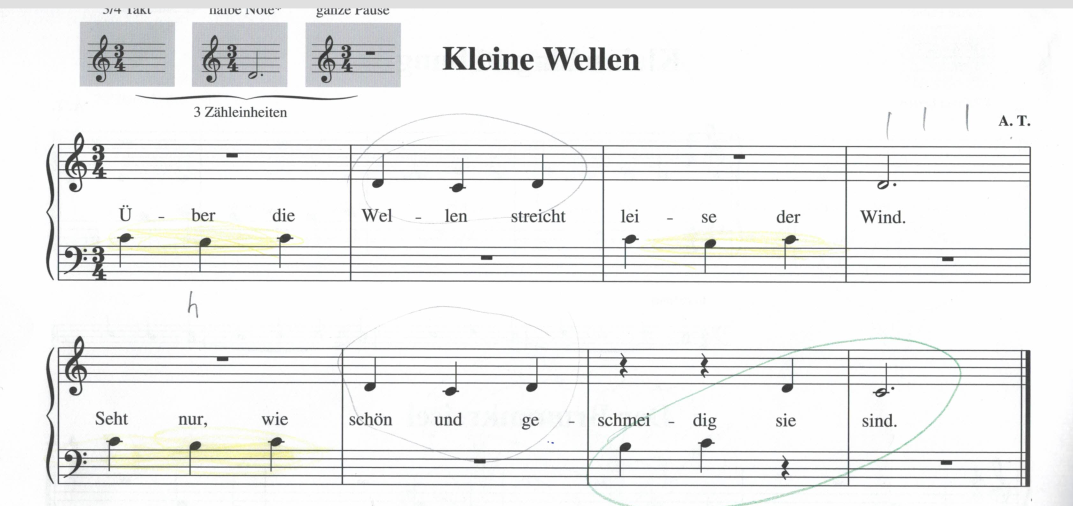 3/4 Takt halbe Note* ganze Pause
Kleine Wellen
3 Zähleinheiten
A. T.
Ü - ber die Wel - len streicht lei - se der Wind.
h
Seht nur, wie schön und ge - schmei - dig sie sind.